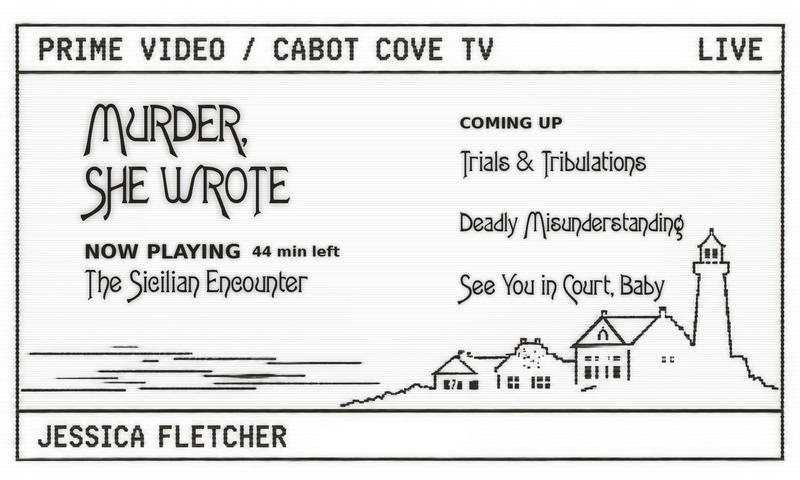 PRIME VIDEO / CABOT COVE TV LIVE
MURDER,
SHE WROTE
NOW PLAYING 44 min left
The Sicilian Encounter
COMING UP
Trials & Tribulations
Deadly Misunderstanding
See You in Court, Baby
JESSICA FLETCHER